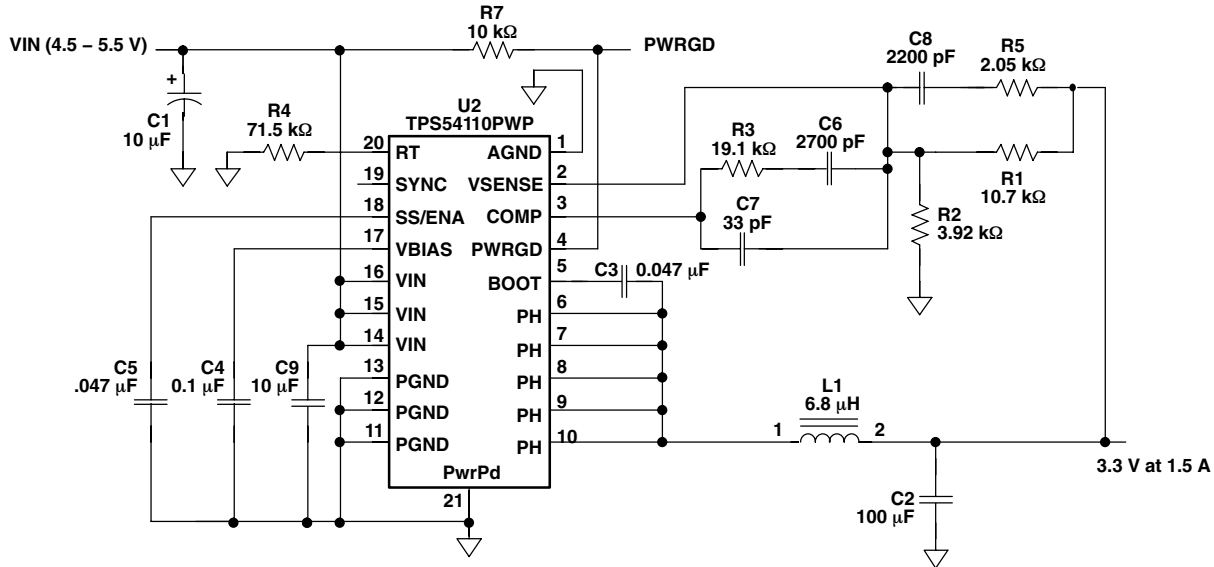 VIN (4.5 – 5.5 V)
R7
10 kΩ
PWRGD
C8
2200 pF
R5
2.05 kΩ
+
C1
10 μF
R4
71.5 kΩ
U2
TPS54110PWP
R3
19.1 kΩ
C6
2700 pF
R1
10.7 kΩ
C7
33 pF
R2
3.92 kΩ
20 RT AGND 1
19 SYNC VSENSE 2
18 SS/ENA COMP 3
17 VBIAS PWRGD 4
16 VIN BOOT 5
15 VIN PH 6
14 VIN PH 7
13 PGND PH 8
12 PGND PH 9
11 PGND PH 10
PwrPd
21
C3 0.047 μF
C5
.047 μF
C4
0.1 μF
C9
10 μF
L1
6.8 μH
1 2
3.3 V at 1.5 A
C2
100 μF